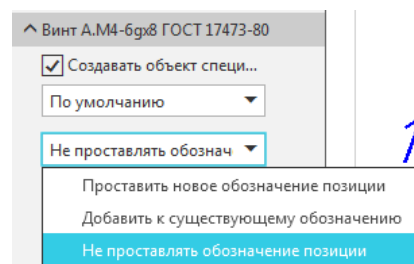 Винт А.М4-6gx8 ГОСТ 17473-80
Создавать объект специ...
По умолчанию
Не проставлять обознач
Проставить новое обозначение позиции
Добавить к существующему обозначению
Не проставлять обозначение позиции